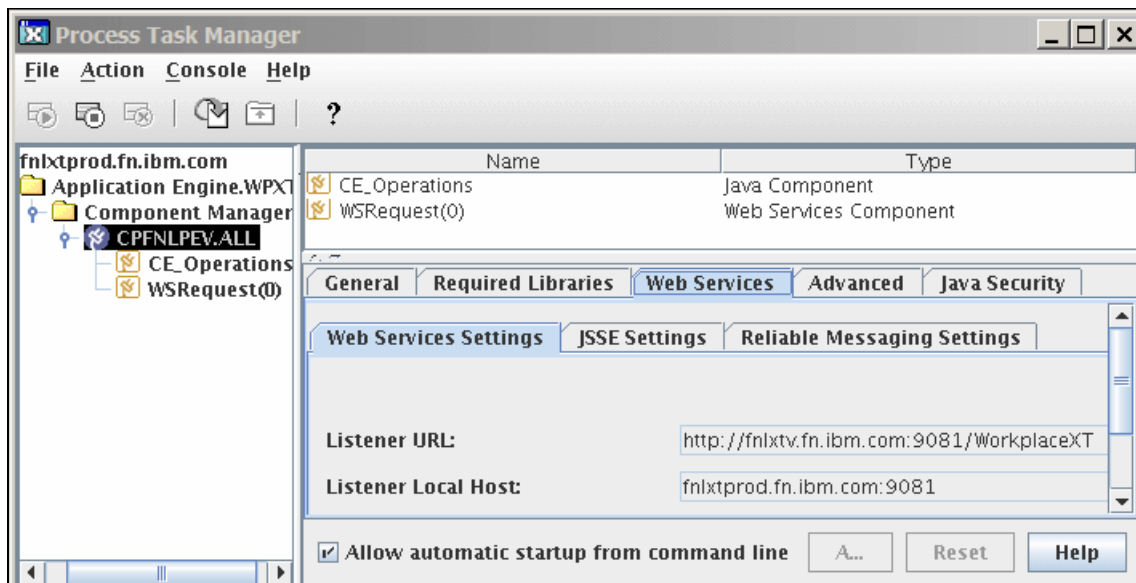 Process Task Manager
File Action Console Help
?
fnlxtprod.fn.ibm.com
Application Engine.WPXT
Component Manager
CPFNLPEV.ALL
CE_Operations
WSRequest(0)
Name Type
CE_Operations Java Component
WSRequest(0) Web Services Component
General Required Libraries Web Services Advanced Java Security
Web Services Settings JSSE Settings Reliable Messaging Settings
Listener URL: http://fnlxtv.fn.ibm.com:9081/WorkplaceXT
Listener Local Host: fnlxtprod.fn.ibm.com:9081
Allow automatic startup from command line A... Reset Help